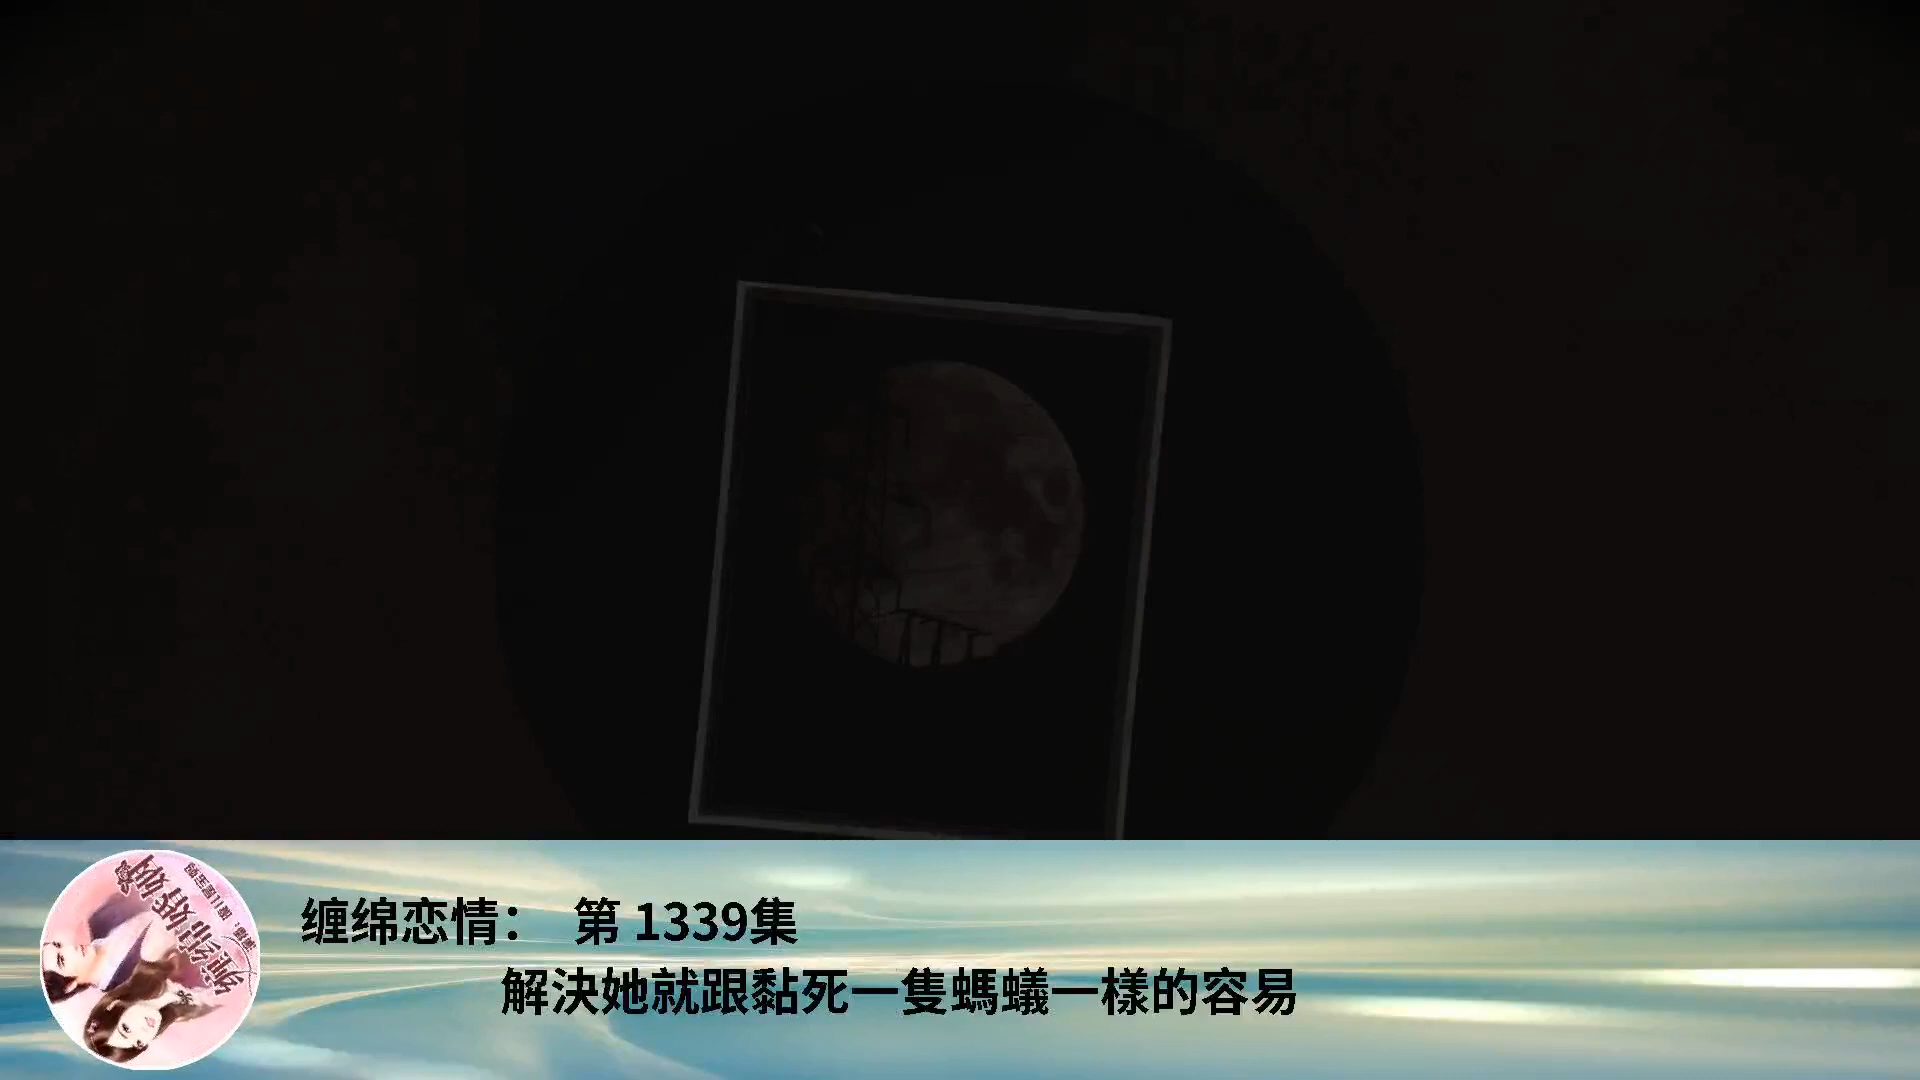 缠绵恋情： 第 1339集
解決她就跟黏死一隻螞蟻一樣的容易